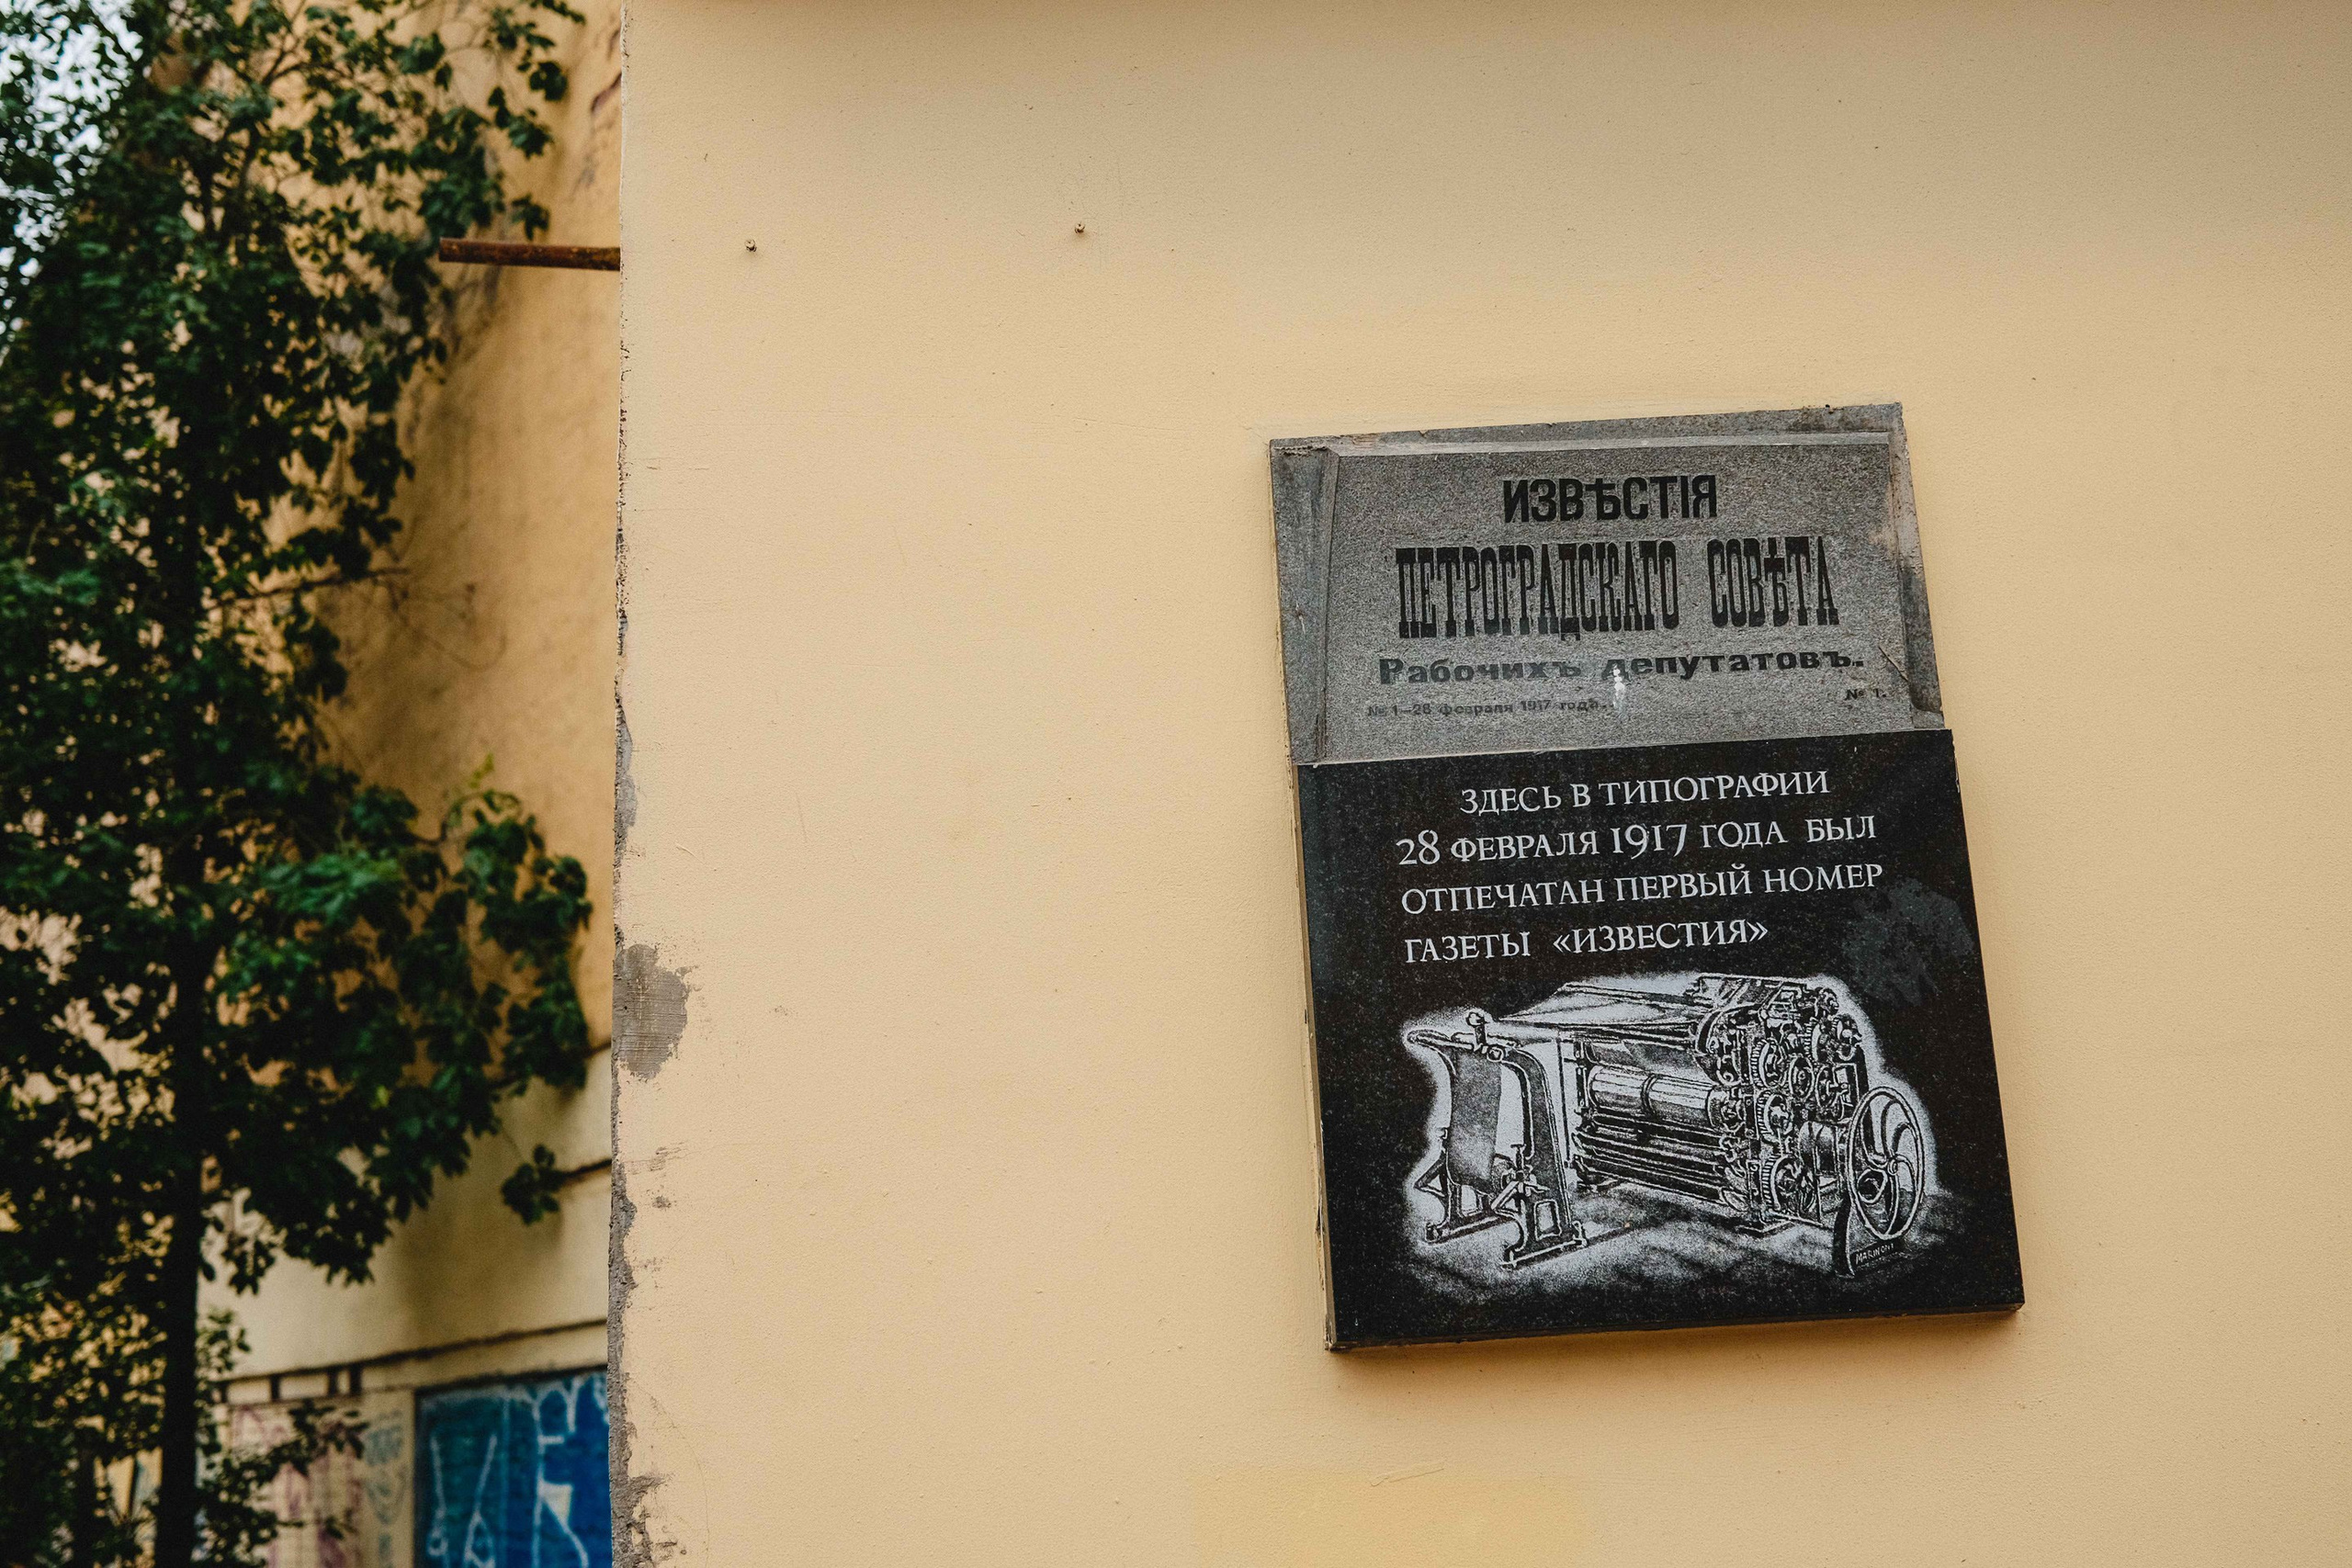 ИЗВѢСТІЯ
ПЕТРОГРАДСКАГО СОВѢТА
Рабочихъ депутатовъ.
№ 1.
№ 1—28 февраля 1917 года.
ЗДЕСЬ В ТИПОГРАФИИ
28 ФЕВРАЛЯ 1917 ГОДА БЫЛ
ОТПЕЧАТАН ПЕРВЫЙ НОМЕР
ГАЗЕТЫ «ИЗВЕСТИЯ»
MARINONI